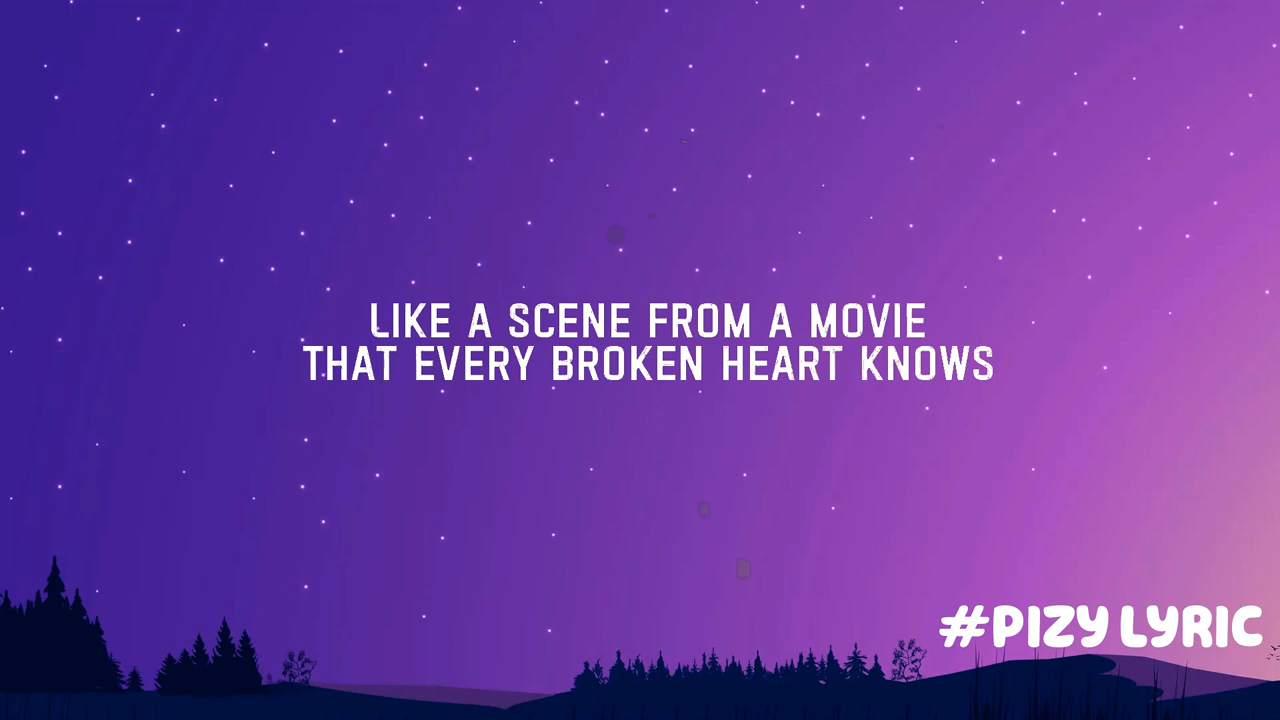 LIKE A SCENE FROM A MOVIE
THAT EVERY BROKEN HEART KNOWS
#PIZY LYRIC